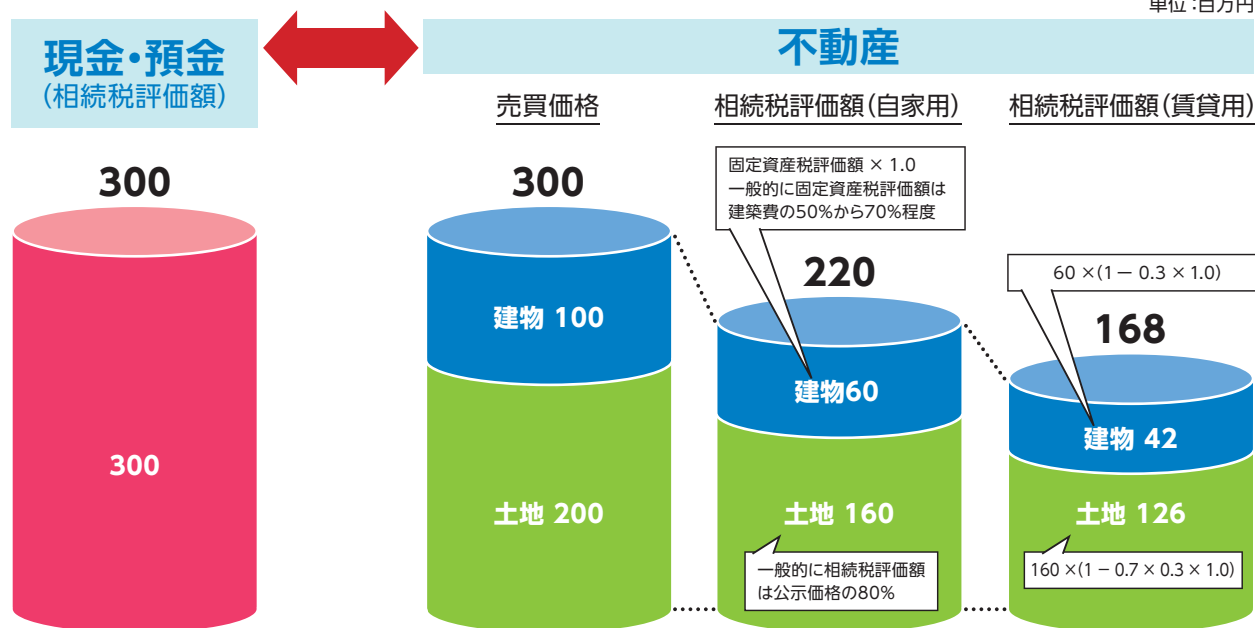 単位:百万円
現金・預金
(相続税評価額)
不動産
売買価格
相続税評価額(自家用)
相続税評価額(賃貸用)
300
300
300
建物 100
土地 200
固定資産税評価額 × 1.0
一般的に固定資産税評価額は
建築費の50%から70%程度
220
建物60
土地 160
一般的に相続税評価額
は公示価格の80%
60 ×(1 − 0.3 × 1.0)
168
建物 42
土地 126
160 ×(1 − 0.7 × 0.3 × 1.0)